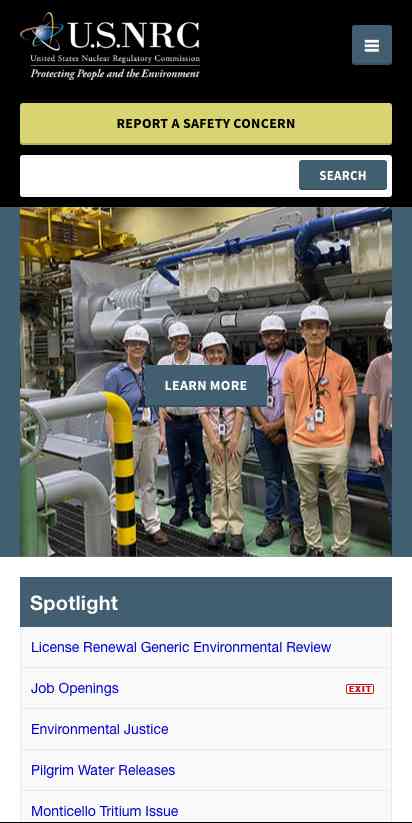 U.S.NRC
United States Nuclear Regulatory Commission
Protecting People and the Environment
REPORT A SAFETY CONCERN
SEARCH
LEARN MORE
Spotlight
License Renewal Generic Environmental Review
Job Openings
EXIT
Environmental Justice
Pilgrim Water Releases
Monticello Tritium Issue